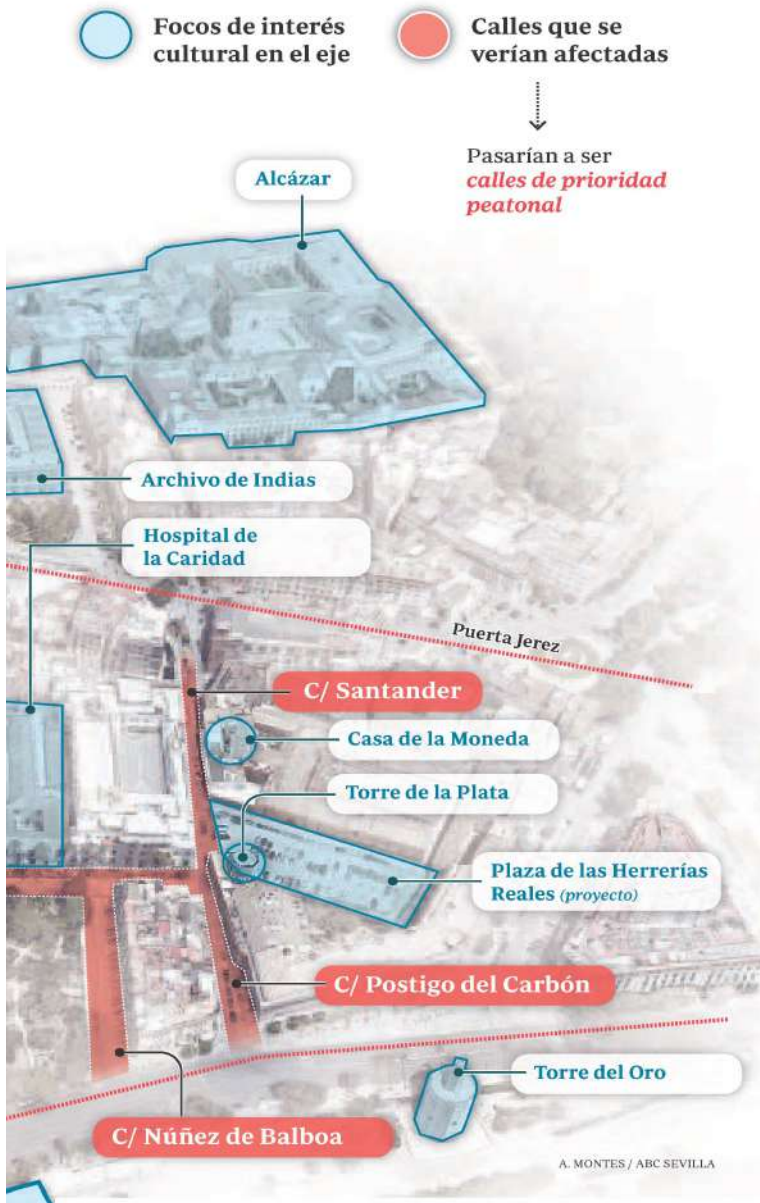 Focos de interés
cultural en el eje
Calles que se
verían afectadas
Pasarían a ser
calles de prioridad
peatonal
Alcázar
Archivo de Indias
Hospital de
la Caridad
Puerta Jerez
C/ Santander
Casa de la Moneda
Torre de la Plata
Plaza de las Herrerías
Reales (proyecto)
C/ Postigo del Carbón
Torre del Oro
C/ Núñez de Balboa
A. MONTES / ABC SEVILLA